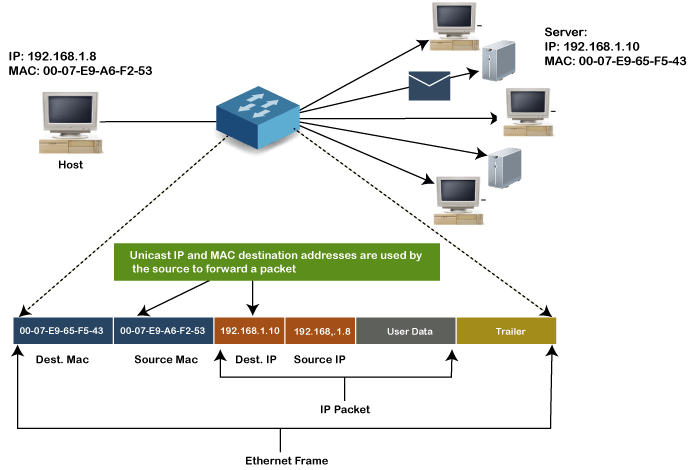 IP: 192.168.1.8
MAC: 00-07-E9-A6-F2-53
Host
Server:
IP: 192.168.1.10
MAC: 00-07-E9-65-F5-43
Unicast IP and MAC destination addresses are used by
the source to forward a packet
00-07-E9-65-F5-43 00-07-E9-A6-F2-53 192.168.1.10 192.168,.1.8 User Data Trailer
Dest. Mac Source Mac Dest. IP Source IP
IP Packet
Ethernet Frame